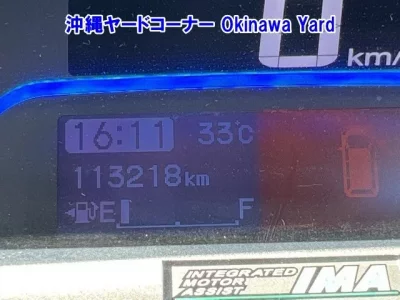 沖縄ヤードコーナー Okinawa Yard
0
km/
16:11 33℃
113218km
E F
INTEGRATED
MOTOR
ASSIST
IMA